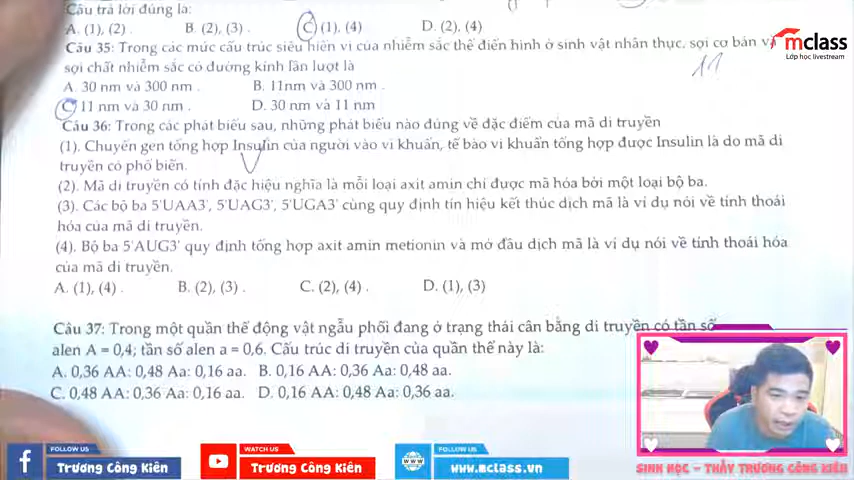 Câu trả lời đúng là:
A. (1), (2) . B. (2), (3) . C. (1), (4) D. (2), (4)
Câu 35: Trong các mức cấu trúc siêu hiển vi của nhiễm sắc thể điển hình ở sinh vật nhân thực, sợi cơ bản và
sợi chất nhiễm sắc có đường kính lần lượt là
A. 30 nm và 300 nm . B. 11nm và 300 nm .
C. 11 nm và 30 nm . D. 30 nm và 11 nm
11
Câu 36: Trong các phát biểu sau, những phát biểu nào đúng về đặc điểm của mã di truyền
(1). Chuyển gen tổng hợp Insulin của người vào vi khuẩn, tế bào vi khuẩn tổng hợp được Insulin là do mã di
truyền có phổ biến.
(2). Mã di truyền có tính đặc hiệu nghĩa là mỗi loại axit amin chỉ được mã hóa bởi một loại bộ ba.
(3). Các bộ ba 5'UAA3', 5'UAG3', 5'UGA3' cùng quy định tín hiệu kết thúc dịch mã là ví dụ nói về tính thoái
hóa của mã di truyền.
(4). Bộ ba 5'AUG3' quy định tổng hợp axit amin metionin và mở đầu dịch mã là ví dụ nói về tính thoái hóa
của mã di truyền.
A. (1), (4) . B. (2), (3) . C. (2), (4) . D. (1), (3)
Câu 37: Trong một quần thể động vật ngẫu phối đang ở trạng thái cân bằng di truyền có tần số
alen A = 0,4; tần số alen a = 0,6. Cấu trúc di truyền của quần thể này là:
A. 0,36 AA: 0,48 Aa: 0,16 aa. B. 0,16 AA: 0,36 Aa: 0,48 aa.
C. 0,48 AA: 0,36 Aa: 0,16 aa. D. 0,16 AA: 0,48 Aa: 0,36 aa.
mclass
Lớp học livestream
FOLLOW US
Trương Công Kiên
WATCH US
Trương Công Kiên
FOLLOW US
www.mclass.vn
SINH HỌC – THẦY TRƯƠNG CÔNG KIÊN